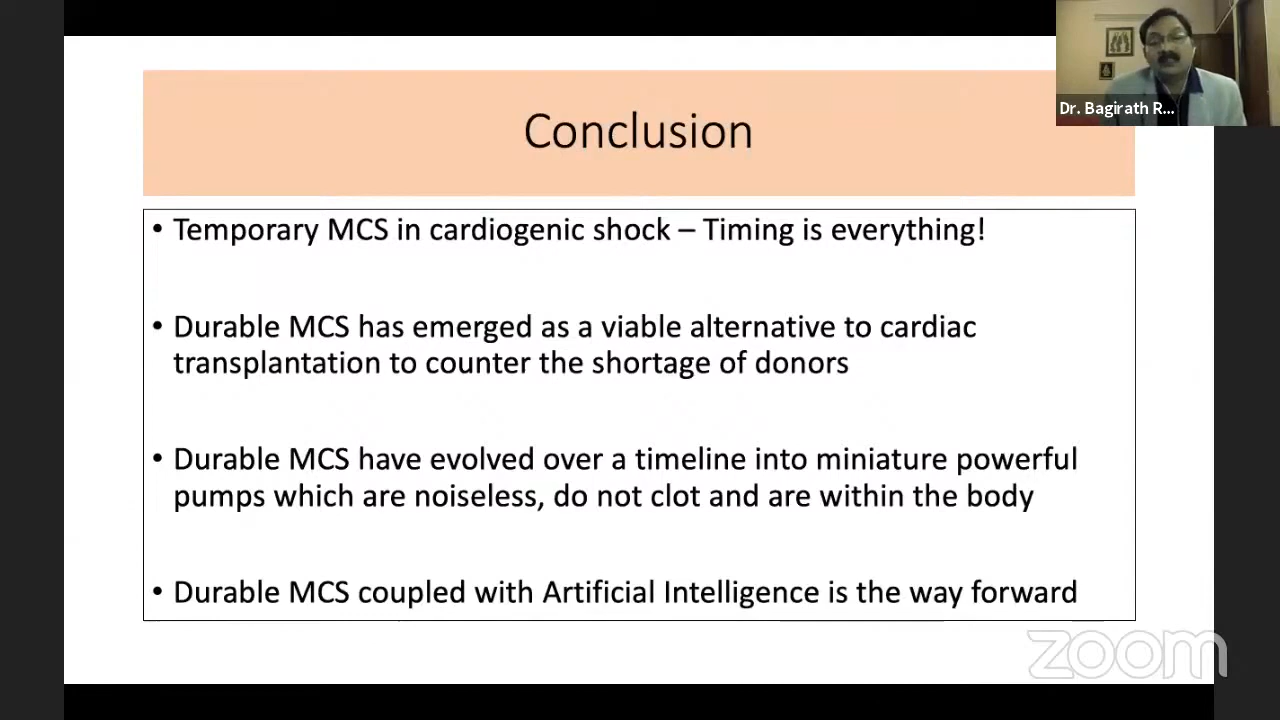 Conclusion
• Temporary MCS in cardiogenic shock – Timing is everything!
• Durable MCS has emerged as a viable alternative to cardiac
transplantation to counter the shortage of donors
• Durable MCS have evolved over a timeline into miniature powerful
pumps which are noiseless, do not clot and are within the body
• Durable MCS coupled with Artificial Intelligence is the way forward
Dr. Bagirath R...
zoom